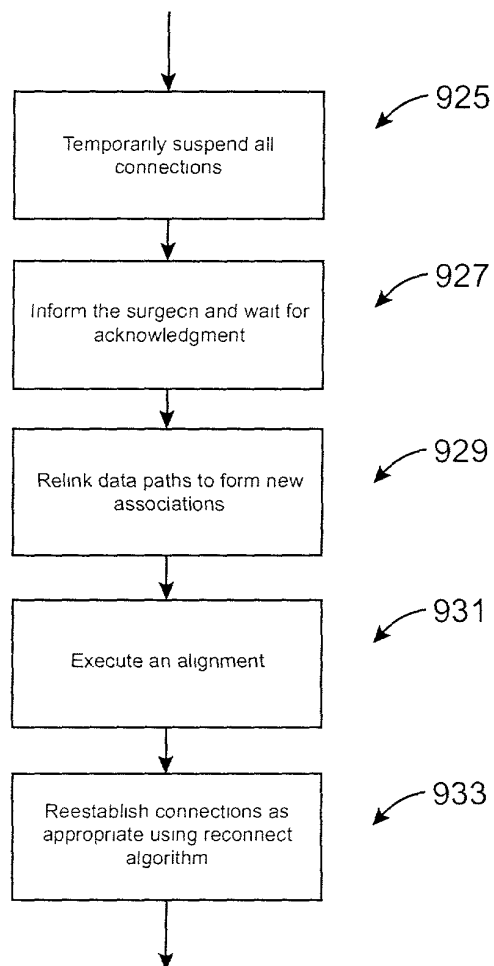 925
Temporarily suspend all
connections
927
Inform the surgeon and wait for
acknowledgment
929
Relink data paths to form new
associations
931
Execute an alignment
933
Reestablish connections as
appropriate using reconnect
algorithm